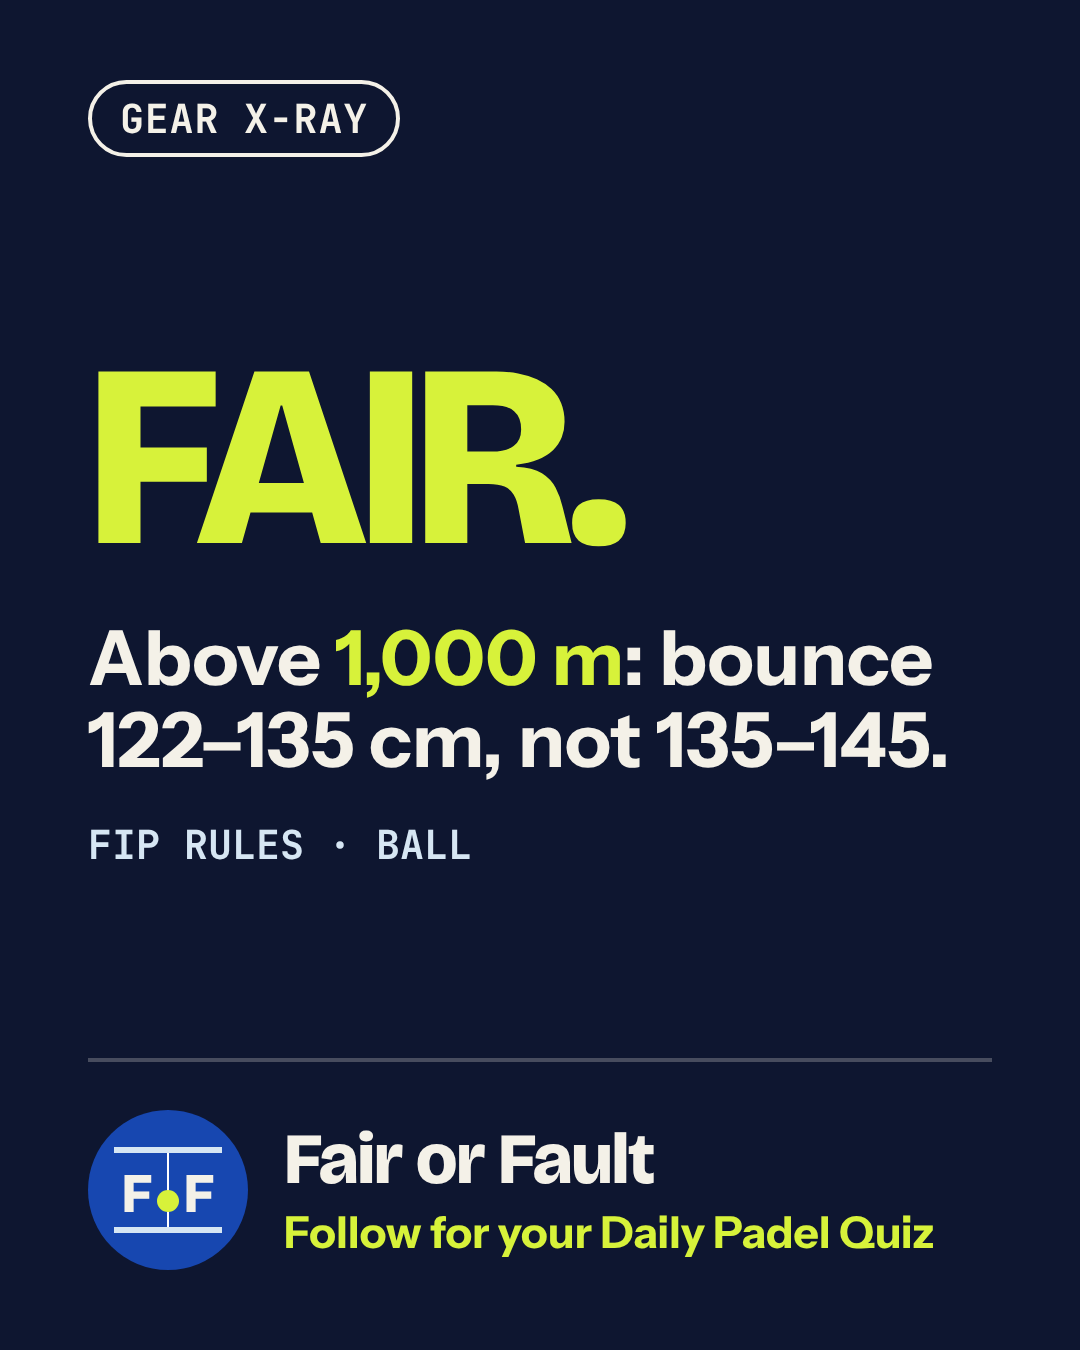 GEAR X-RAY
FAIR.
Above 1,000 m: bounce
122–135 cm, not 135–145.
FIP RULES · BALL
F F
Fair or Fault
Follow for your Daily Padel Quiz